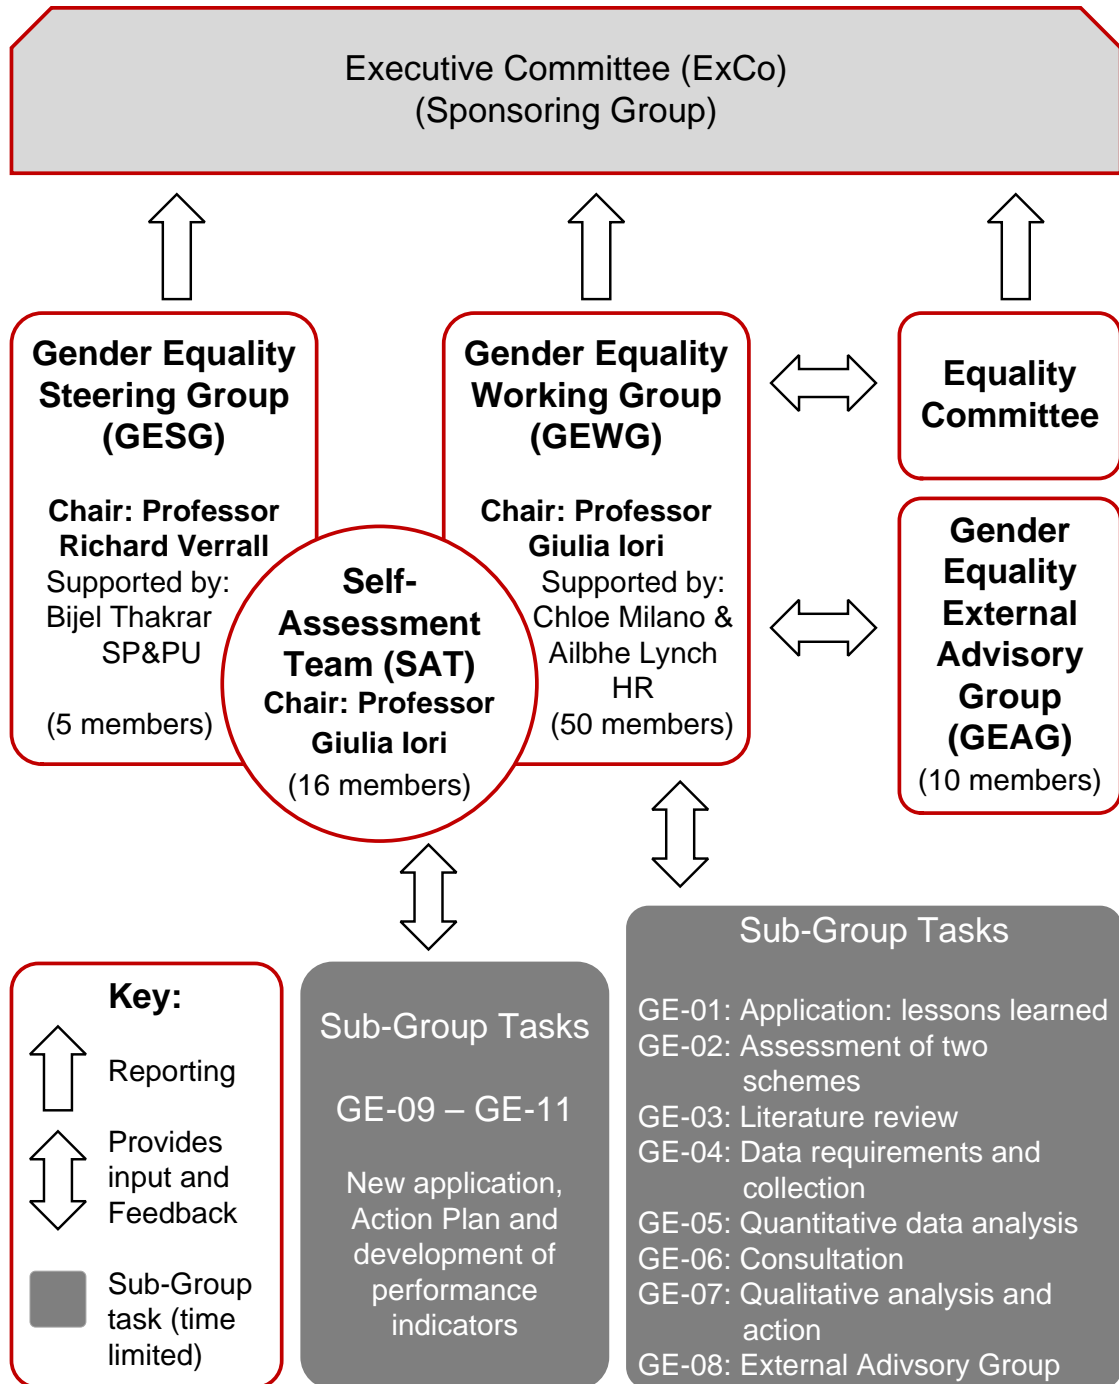 Executive Committee (ExCo)
(Sponsoring Group)
Gender Equality
Steering Group
(GESG)
Chair: Professor
Richard Verrall
Supported by:
Bijel Thakrar
SP&PU
(5 members)
Self-
Assessment
Team (SAT)
Chair: Professor
Giulia Iori
(16 members)
Gender Equality
Working Group
(GEWG)
Chair: Professor
Giulia Iori
Supported by:
Chloe Milano &
Ailbhe Lynch
HR
(50 members)
Equality
Committee
Gender
Equality
External
Advisory
Group
(GEAG)
(10 members)
Key:
Reporting
Provides
input and
Feedback
Sub-Group
task (time
limited)
Sub-Group Tasks
GE-09 – GE-11
New application,
Action Plan and
development of
performance
indicators
Sub-Group Tasks
GE-01: Application: lessons learned
GE-02: Assessment of two
schemes
GE-03: Literature review
GE-04: Data requirements and
collection
GE-05: Quantitative data analysis
GE-06: Consultation
GE-07: Qualitative analysis and
action
GE-08: External Adivsory Group